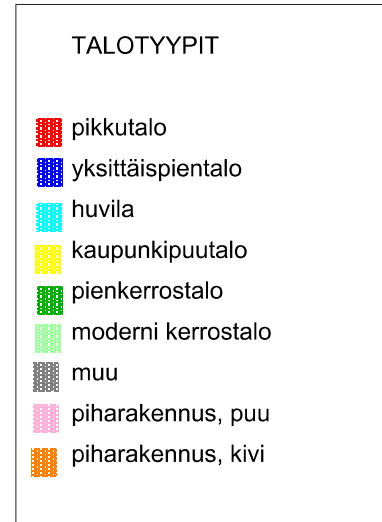 TALOTYYPIT
pikkutalo
yksittäispientalo
huvila
kaupunkipuutalo
pienkerrostalo
moderni kerrostalo
muu
piharakennus, puu
piharakennus, kivi